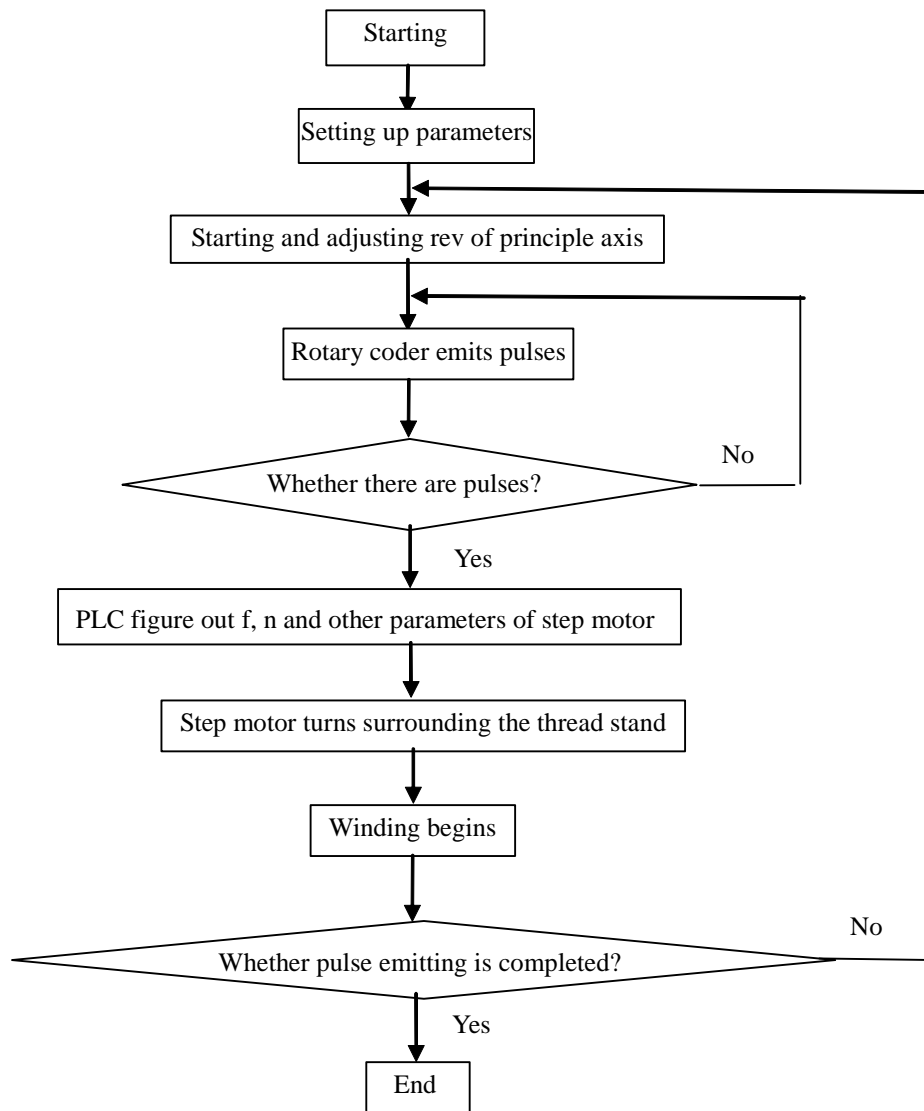 Starting
Setting up parameters
Starting and adjusting rev of principle axis
Rotary coder emits pulses
No
Whether there are pulses?
Yes
PLC figure out f, n and other parameters of step motor
Step motor turns surrounding the thread stand
Winding begins
No
Whether pulse emitting is completed?
Yes
End